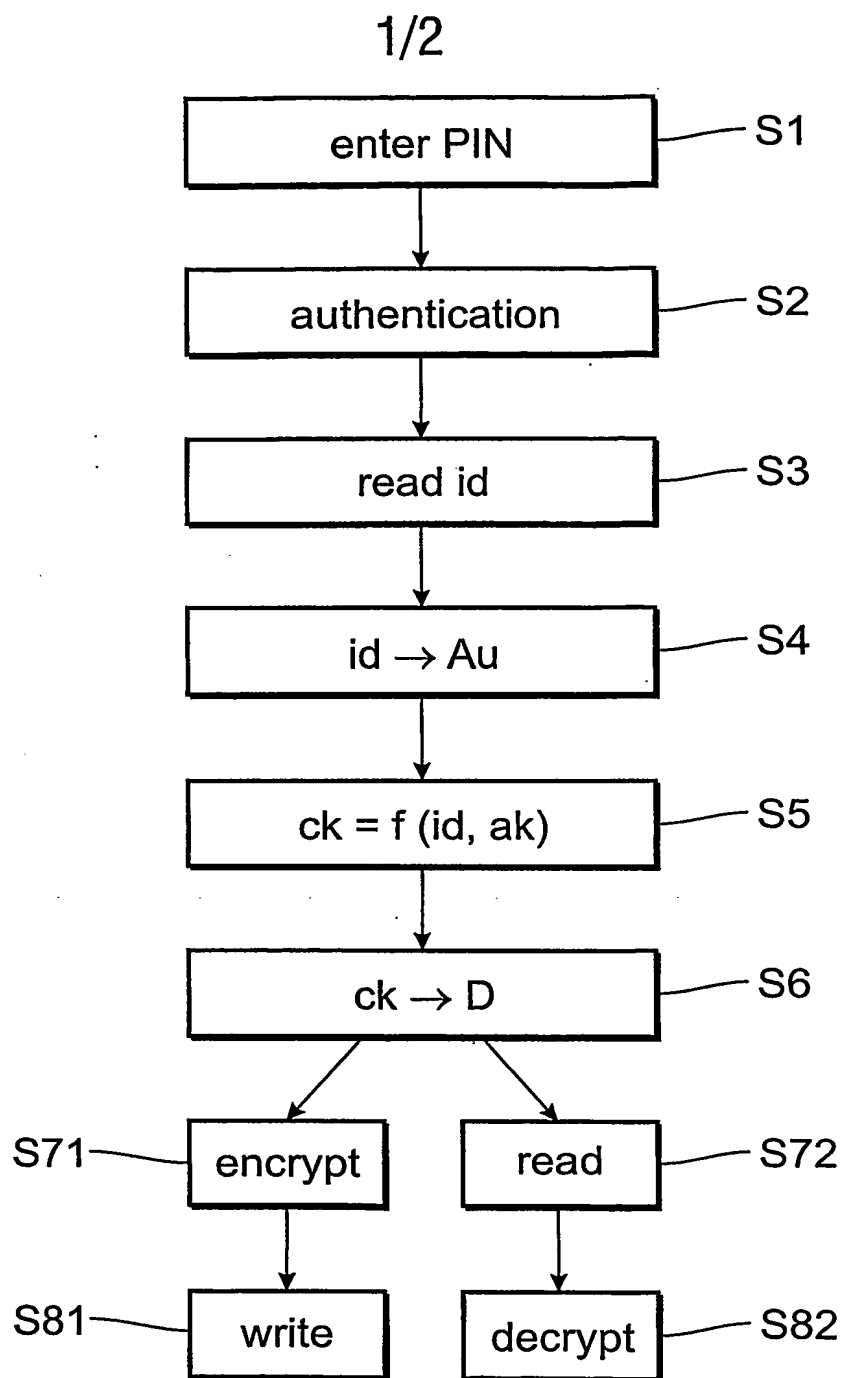 1/2
enter PIN S1
authentication S2
read id S3
id → Au S4
ck = f (id, ak) S5
ck → D S6
S71 encrypt read S72
S81 write decrypt S82